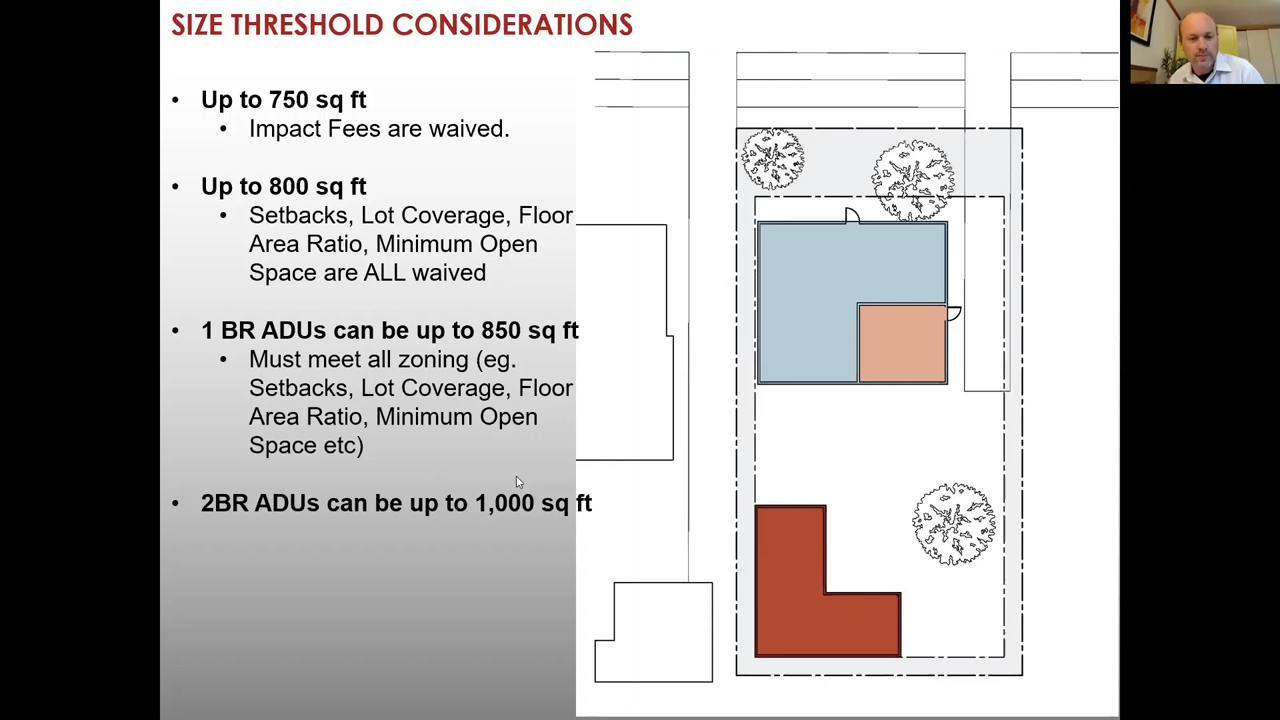 SIZE THRESHOLD CONSIDERATIONS
• Up to 750 sq ft
• Impact Fees are waived.
• Up to 800 sq ft
• Setbacks, Lot Coverage, Floor
Area Ratio, Minimum Open
Space are ALL waived
• 1 BR ADUs can be up to 850 sq ft
• Must meet all zoning (eg.
Setbacks, Lot Coverage, Floor
Area Ratio, Minimum Open
Space etc)
• 2BR ADUs can be up to 1,000 sq ft